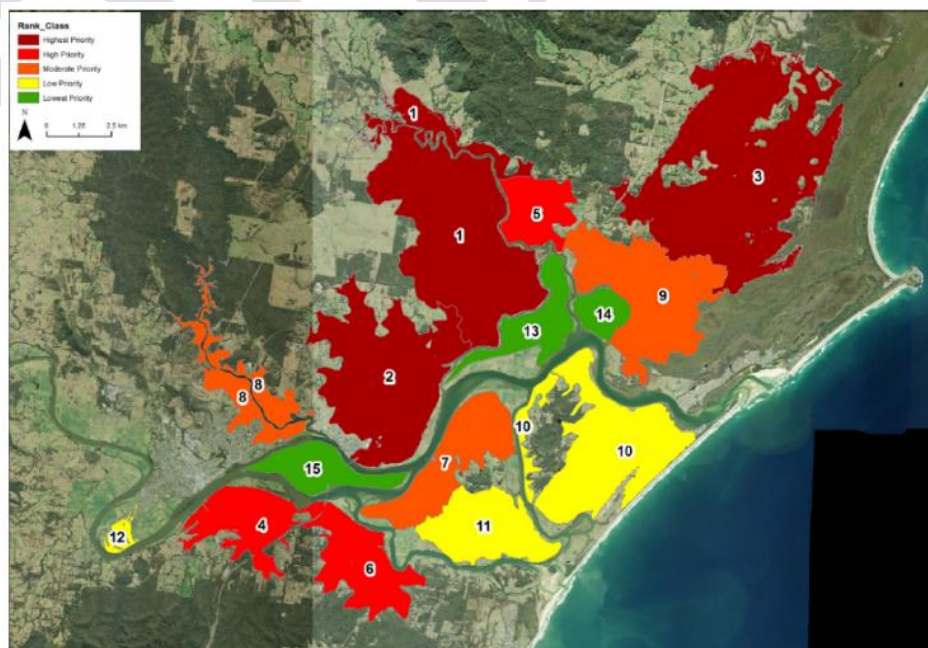 Rank_Class
Highest Priority
High Priority
Moderate Priority
Low Priority
Lowest Priority
N
0 1.25 2.5 km
1
3
5
1
9
14
13
2
8
8
10
10
7
15
11
4
12
6